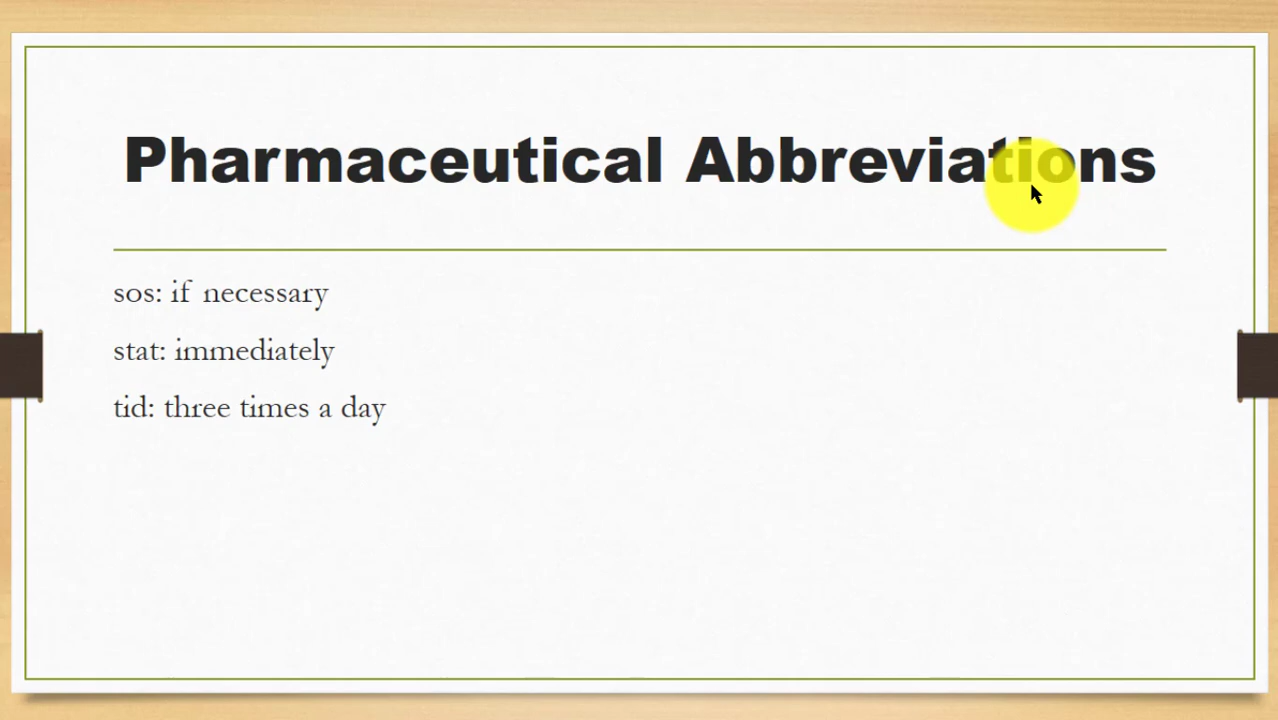 Pharmaceutical Abbreviations
sos: if necessary
stat: immediately
tid: three times a day